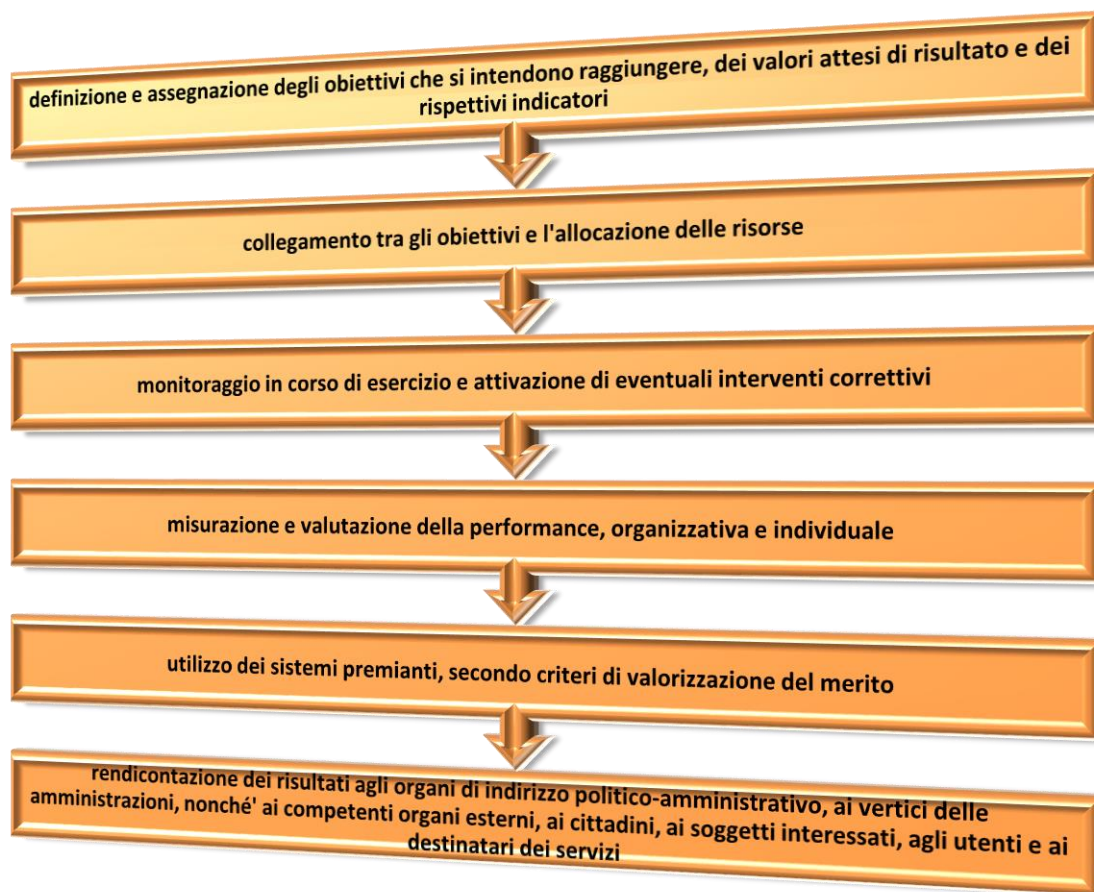 definizione e assegnazione degli obiettivi che si intendono raggiungere, dei valori attesi di risultato e dei
rispettivi indicatori
collegamento tra gli obiettivi e l'allocazione delle risorse
monitoraggio in corso di esercizio e attivazione di eventuali interventi correttivi
misurazione e valutazione della performance, organizzativa e individuale
utilizzo dei sistemi premianti, secondo criteri di valorizzazione del merito
rendicontazione dei risultati agli organi di indirizzo politico-amministrativo, ai vertici delle
amministrazioni, nonché' ai competenti organi esterni, ai cittadini, ai soggetti interessati, agli utenti e ai
destinatari dei servizi